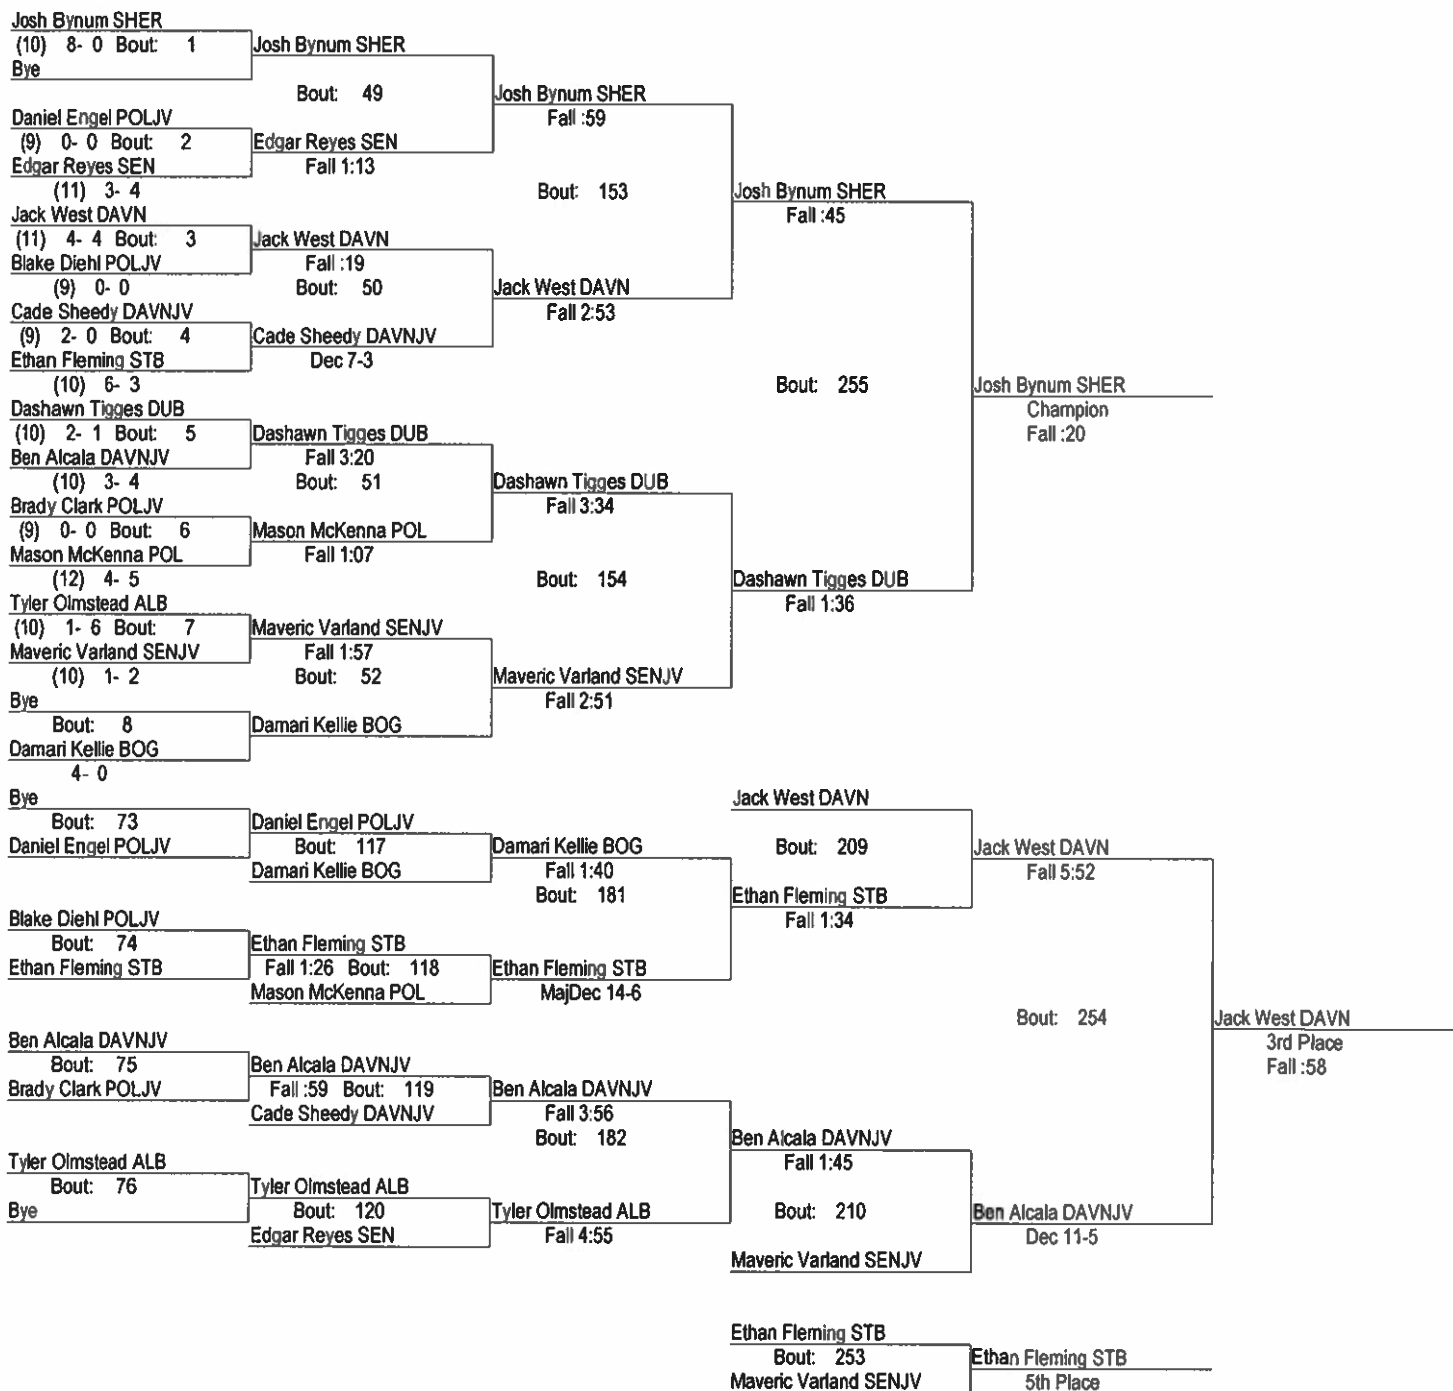 Josh Bynum SHER
(10) 8- 0 Bout: 1
Bye
Josh Bynum SHER
Bout: 49
Daniel Engel POLJV
(9) 0- 0 Bout: 2
Edgar Reyes SEN
(11) 3- 4
Edgar Reyes SEN
Fall 1:13
Josh Bynum SHER
Fall :59
Bout: 153
Jack West DAVN
(11) 4- 4 Bout: 3
Blake Diehl POLJV
(9) 0- 0
Jack West DAVN
Fall :19
Bout: 50
Cade Sheedy DAVNJV
(9) 2- 0 Bout: 4
Ethan Fleming STB
(10) 6- 3
Cade Sheedy DAVNJV
Dec 7-3
Jack West DAVN
Fall 2:53
Josh Bynum SHER
Fall :45
Bout: 255
Dashawn Tigges DUB
(10) 2- 1 Bout: 5
Ben Alcala DAVNJV
(10) 3- 4
Dashawn Tigges DUB
Fall 3:20
Bout: 51
Brady Clark POLJV
(9) 0- 0 Bout: 6
Mason McKenna POL
(12) 4- 5
Mason McKenna POL
Fall 1:07
Dashawn Tigges DUB
Fall 3:34
Bout: 154
Tyler Olmstead ALB
(10) 1- 6 Bout: 7
Maveric Varland SENJV
(10) 1- 2
Maveric Varland SENJV
Fall 1:57
Bout: 52
Bye
Bout: 8
Damari Kellie BOG
4- 0
Damari Kellie BOG
Maveric Varland SENJV
Fall 2:51
Dashawn Tigges DUB
Fall 1:36
Josh Bynum SHER
Champion
Fall :20
Bye
Bout: 73
Daniel Engel POLJV
Daniel Engel POLJV
Bout: 117
Damari Kellie BOG
Damari Kellie BOG
Fall 1:40
Bout: 181
Blake Diehl POLJV
Bout: 74
Ethan Fleming STB
Ethan Fleming STB
Fall 1:26 Bout: 118
Mason McKenna POL
Ethan Fleming STB
MajDec 14-6
Jack West DAVN
Bout: 209
Ethan Fleming STB
Fall 1:34
Jack West DAVN
Fall 5:52
Bout: 254
Ben Alcala DAVNJV
Bout: 75
Brady Clark POLJV
Ben Alcala DAVNJV
Fall :59 Bout: 119
Cade Sheedy DAVNJV
Ben Alcala DAVNJV
Fall 3:56
Bout: 182
Tyler Olmstead ALB
Bout: 76
Bye
Tyler Olmstead ALB
Bout: 120
Edgar Reyes SEN
Tyler Olmstead ALB
Fall 4:55
Ben Alcala DAVNJV
Fall 1:45
Bout: 210
Maveric Varland SENJV
Ben Alcala DAVNJV
Dec 11-5
Jack West DAVN
3rd Place
Fall :58
Ethan Fleming STB
Bout: 253
Maveric Varland SENJV
Ethan Fleming STB
5th Place